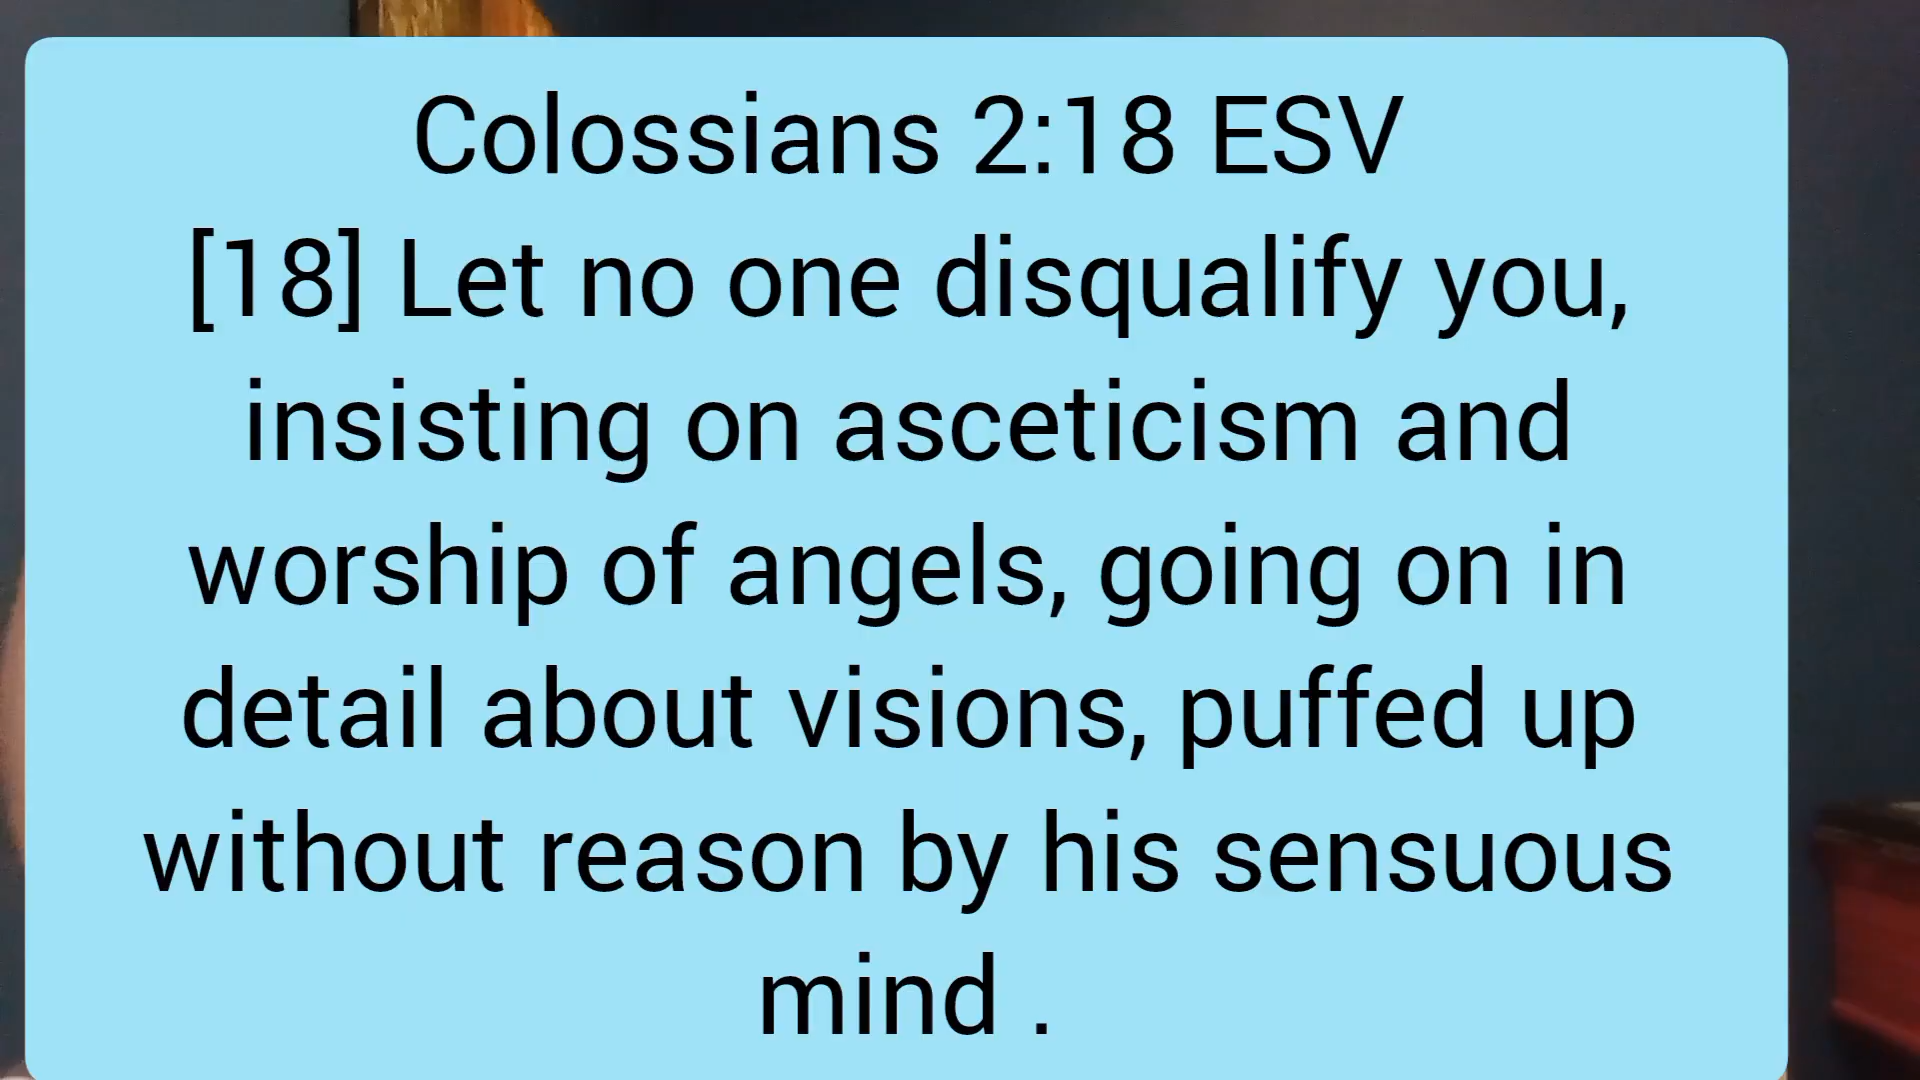 Colossians 2:18 ESV
[18] Let no one disqualify you,
insisting on asceticism and
worship of angels, going on in
detail about visions, puffed up
without reason by his sensuous
mind .